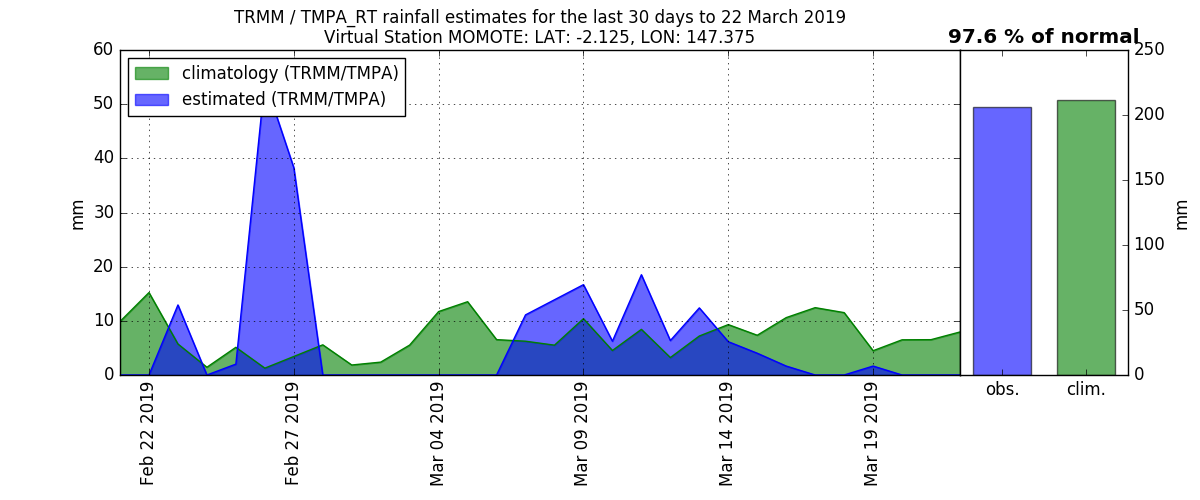 TRMM / TMPA_RT rainfall estimates for the last 30 days to 22 March 2019
Virtual Station MOMOTE: LAT: -2.125, LON: 147.375
97.6 % of normal
climatology (TRMM/TMPA)
estimated (TRMM/TMPA)
60
50
40
30
20
10
0
mm
Feb 22 2019
Feb 27 2019
Mar 04 2019
Mar 09 2019
Mar 14 2019
Mar 19 2019
250
200
150
100
50
0
mm
obs.
clim.